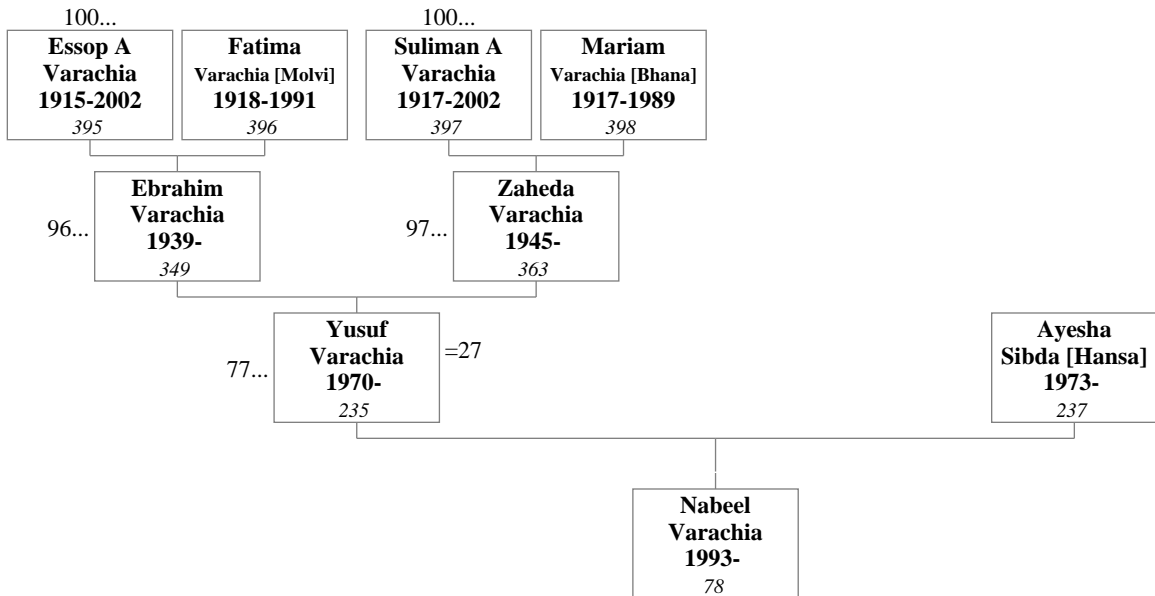 100...
Essop A
Varachia
1915-2002
395
Fatima
Varachia [Molvi]
1918-1991
396
100...
Suliman A
Varachia
1917-2002
397
Mariam
Varachia [Bhana]
1917-1989
398
96...
Ebrahim
Varachia
1939-
349
97...
Zaheda
Varachia
1945-
363
77...
Yusuf
Varachia
1970-
235
=27
Ayesha
Sibda [Hansa]
1973-
237
Nabeel
Varachia
1993-
78